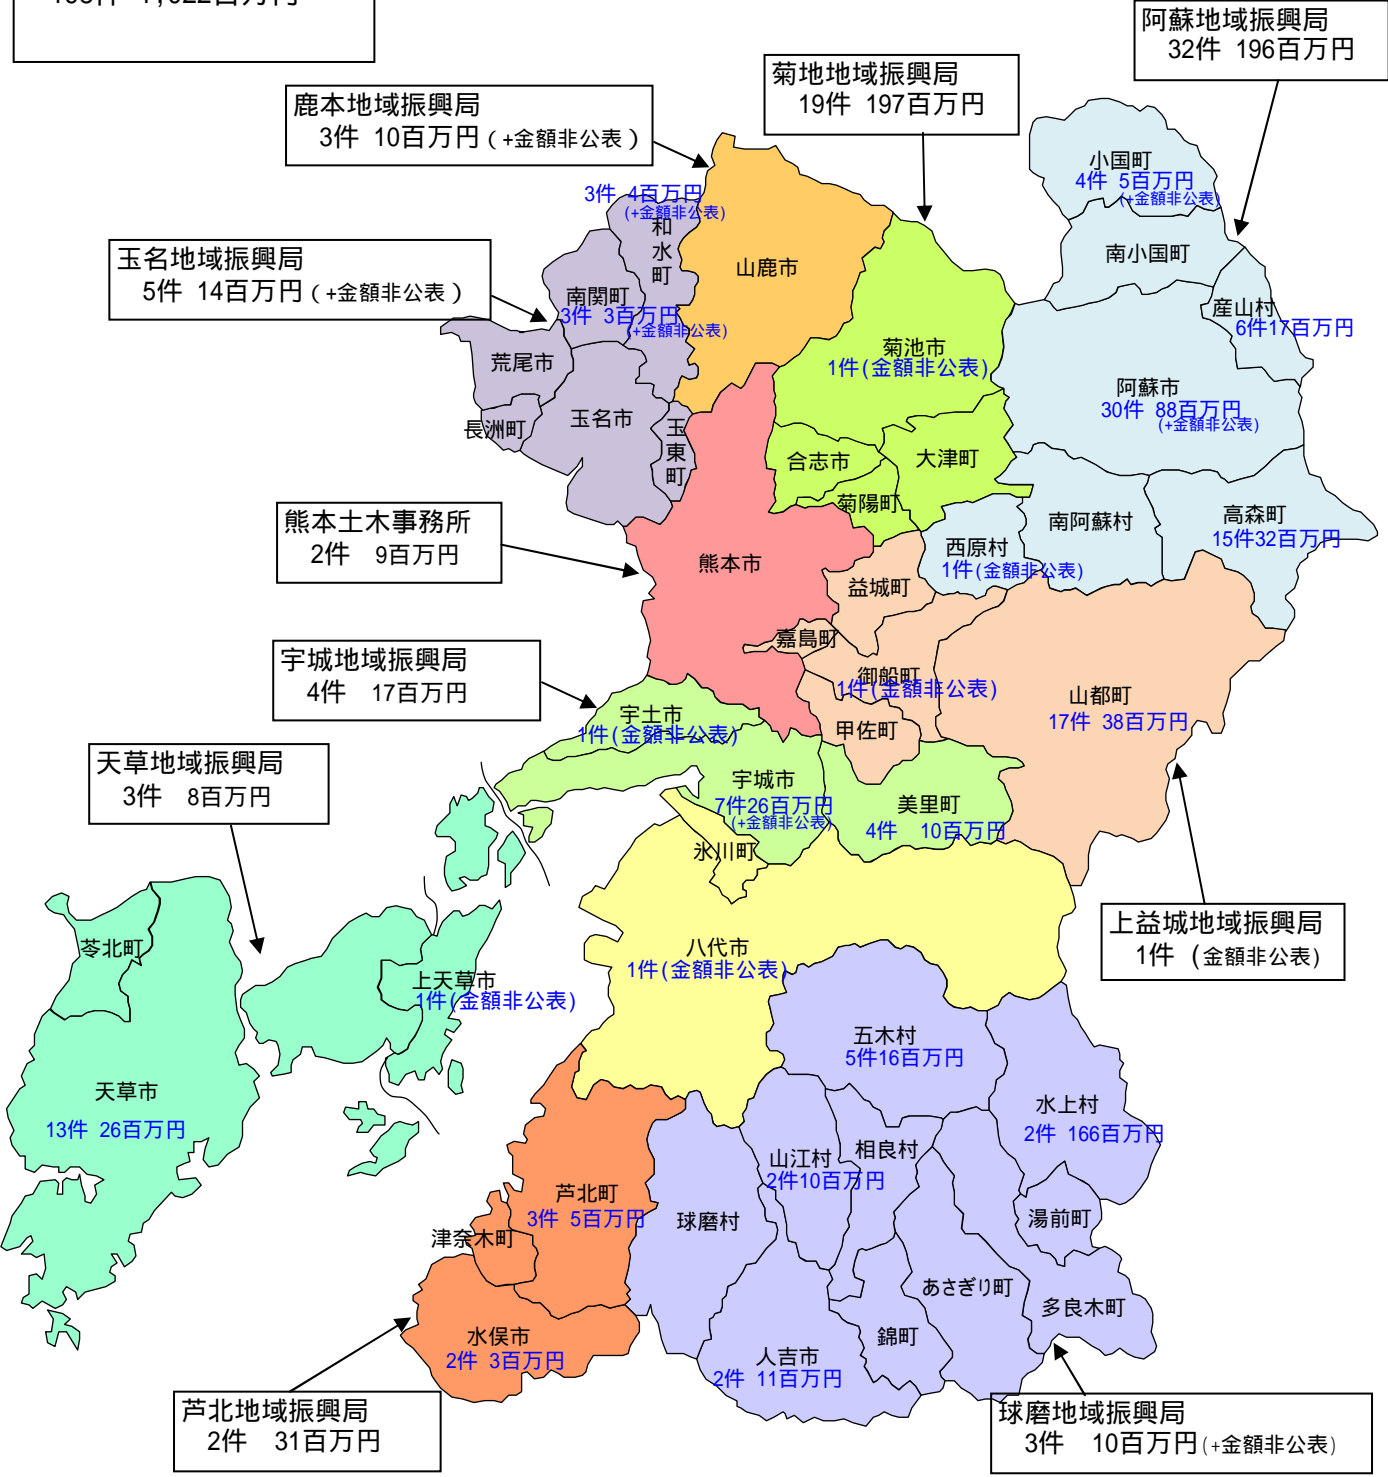 阿蘇地域振興局
32件 196百万円
菊地地域振興局
19件 197百万円
鹿本地域振興局
3件 10百万円(+金額非公表)
小国町
4件 5百万円
(+金額非公表)
3件 4百万円
(+金額非公表)
和水町
南小国町
玉名地域振興局
5件 14百万円(+金額非公表)
山鹿市
南関町
3件 3百万円
(+金額非公表)
産山村
6件17百万円
荒尾市
菊池市
1件(金額非公表)
阿蘇市
30件 88百万円
(+金額非公表)
長洲町
玉名市
玉東町
合志市
大津町
菊陽町
南阿蘇村
高森町
15件32百万円
熊本土木事務所
2件 9百万円
熊本市
西原村
1件(金額非公表)
益城町
嘉島町
宇城地域振興局
4件 17百万円
御船町
1件(金額非公表)
山都町
17件 38百万円
宇土市
1件(金額非公表)
甲佐町
天草地域振興局
3件 8百万円
宇城市
7件26百万円
(+金額非公表)
美里町
4件 10百万円
氷川町
上益城地域振興局
1件 (金額非公表)
苓北町
八代市
1件(金額非公表)
上天草市
1件(金額非公表)
五木村
5件16百万円
天草市
13件 26百万円
水上村
2件 166百万円
山江村
2件10百万円
相良村
芦北町
3件 5百万円
球磨村
湯前町
津奈木町
あさぎり町
多良木町
水俣市
2件 3百万円
錦町
人吉市
2件 11百万円
芦北地域振興局
2件 31百万円
球磨地域振興局
3件 10百万円(+金額非公表)